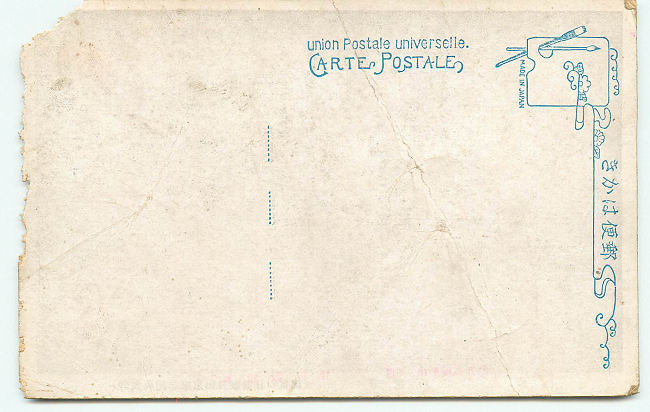 union Postale universelle.
CARTE POSTALE
MADE IN JAPAN
きかは便郵